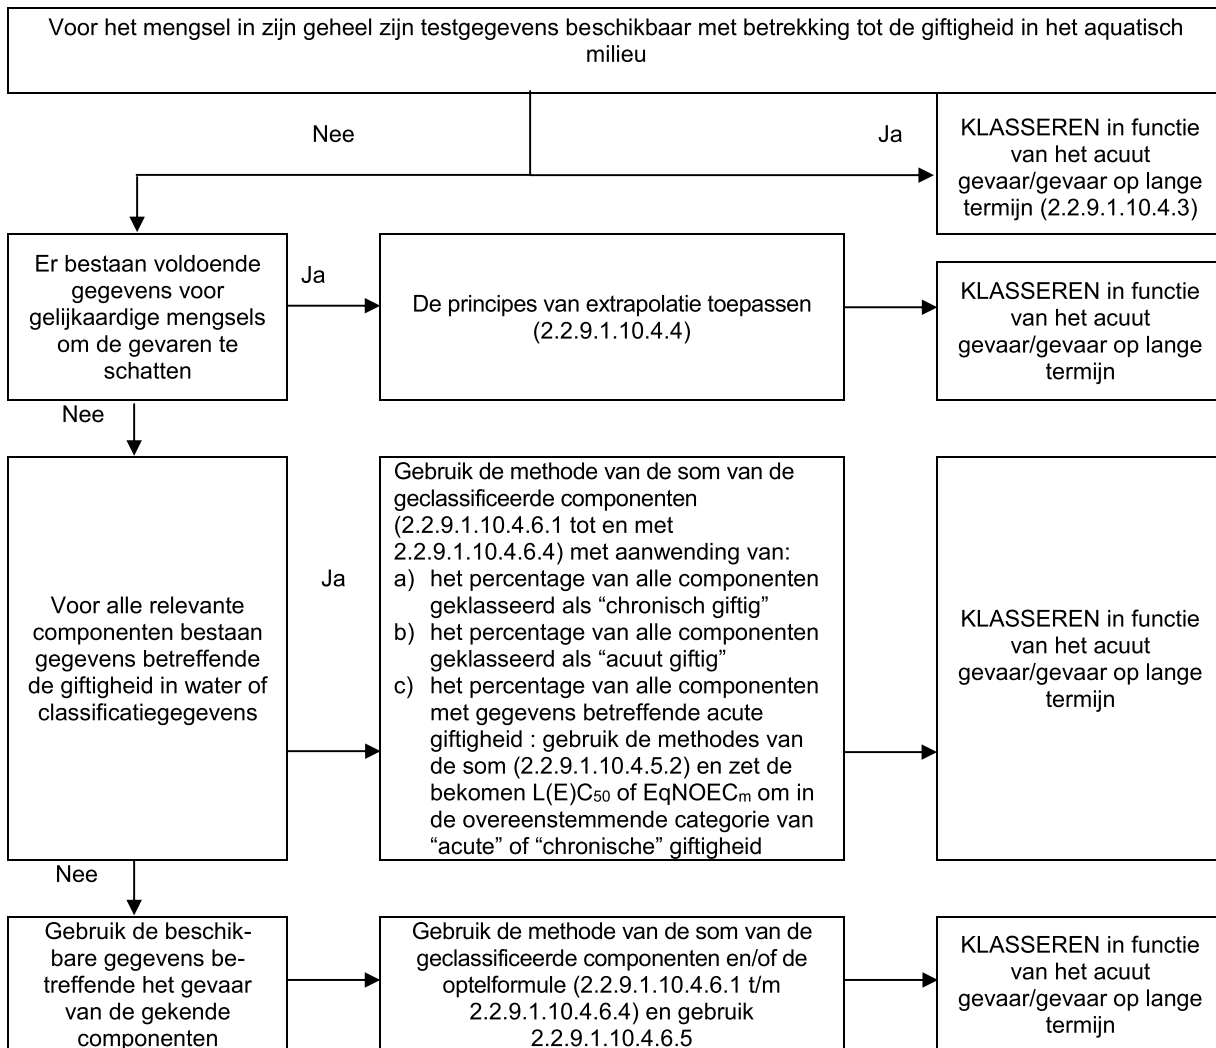 Voor het mengsel in zijn geheel zijn testgegevens beschikbaar met betrekking tot de giftigheid in het aquatisch
milieu
Nee
Ja
KLASSEREN in functie
van het acuut
gevaar/gevaar op lange
termijn (2.2.9.1.10.4.3)
Er bestaan voldoende
gegevens voor
gelijkaardige mengsels
om de gevaren te
schatten
Ja
De principes van extrapolatie toepassen
(2.2.9.1.10.4.4)
KLASSEREN in functie
van het acuut
gevaar/gevaar op lange
termijn
Nee
Voor alle relevante
componenten bestaan
gegevens betreffende
de giftigheid in water of
classificatiegegevens
Ja
Gebruik de methode van de som van de
geclassificeerde componenten
(2.2.9.1.10.4.6.1 tot en met
2.2.9.1.10.4.6.4) met aanwending van:
a) het percentage van alle componenten
geklasseerd als “chronisch giftig”
b) het percentage van alle componenten
geklasseerd als “acuut giftig”
c) het percentage van alle componenten
met gegevens betreffende acute
giftigheid : gebruik de methodes van
de som (2.2.9.1.10.4.5.2) en zet de
bekomen L(E)C₅₀ of EqNOECₘ om in
de overeenstemmende categorie van
“acute” of “chronische” giftigheid
KLASSEREN in functie
van het acuut
gevaar/gevaar op lange
termijn
Nee
Gebruik de beschik-
bare gegevens be-
treffende het gevaar
van de gekende
componenten
Gebruik de methode van de som van de
geclassificeerde componenten en/of de
optelformule (2.2.9.1.10.4.6.1 t/m
2.2.9.1.10.4.6.4) en gebruik
2.2.9.1.10.4.6.5
KLASSEREN in functie
van het acuut
gevaar/gevaar op lange
termijn